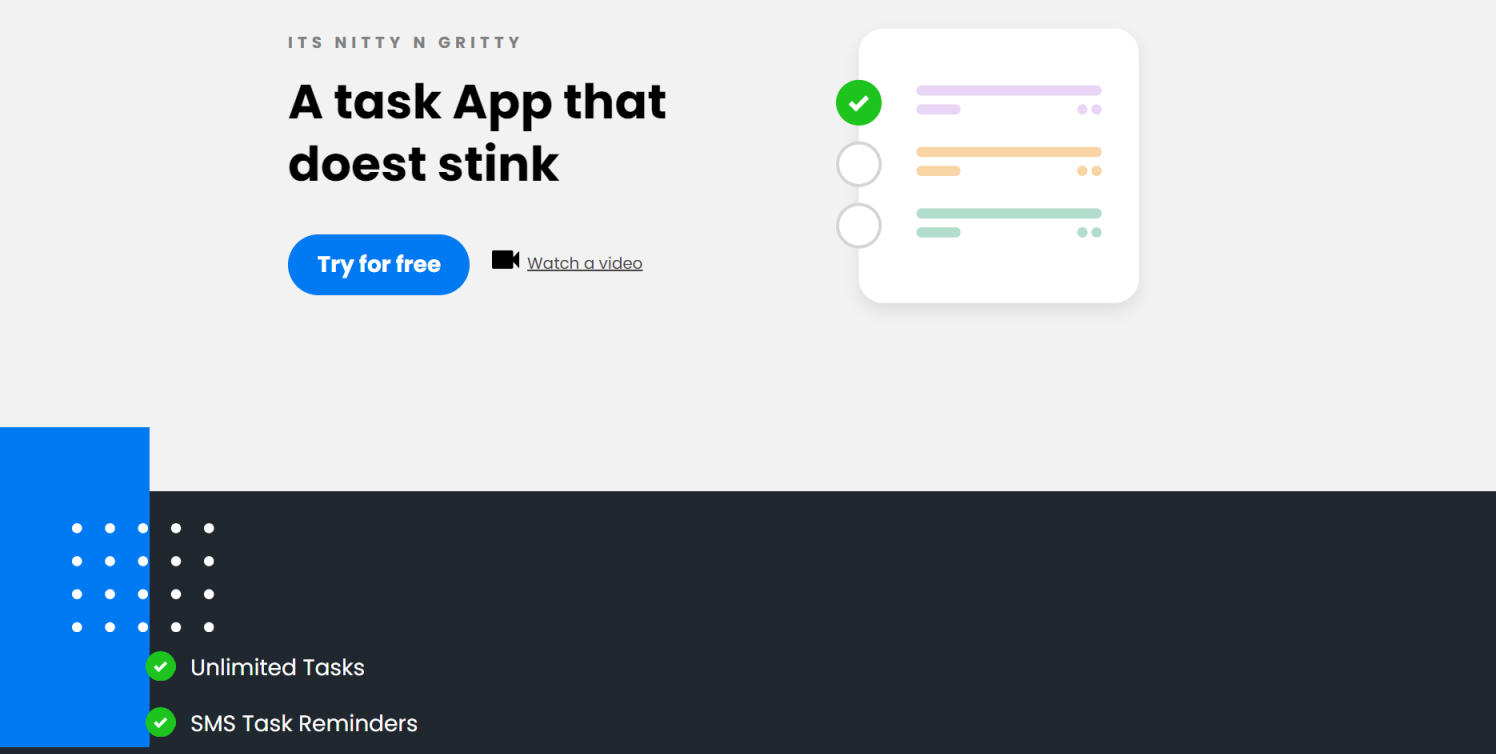 ITS NITTY N GRITTY
A task App that
doest stink
Try for free
Watch a video
Unlimited Tasks
SMS Task Reminders